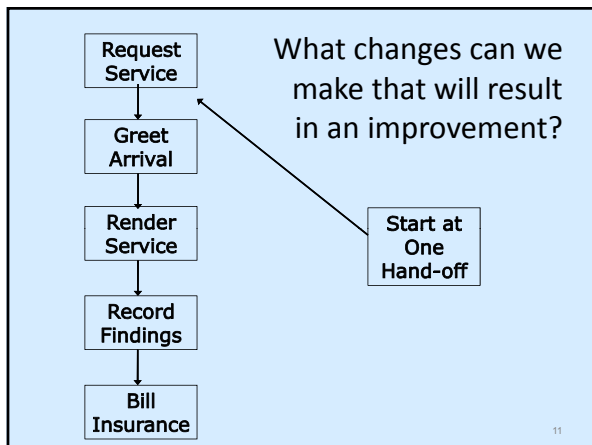 What changes can we
make that will result
in an improvement?
Request
Service
Greet
Arrival
Render
Service
Record
Findings
Bill
Insurance
Start at
One
Hand-off
11